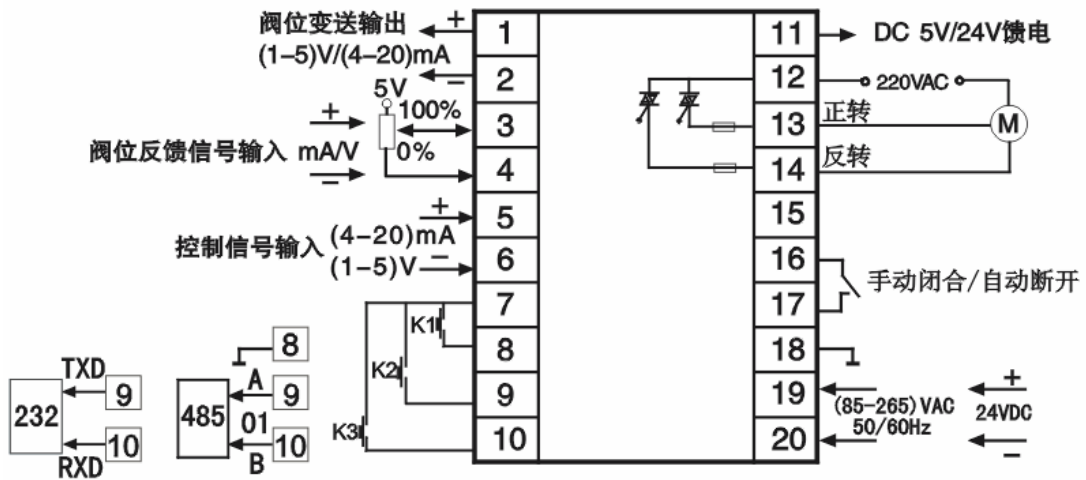 阀位变送输出 +
(1-5)V/(4-20)mA
−
5V
+ 100%
阀位反馈信号输入 mA/V 0%
−
+
控制信号输入 (4-20)mA
(1-5)V −
K1
K2
K3
TXD
232
RXD
9
10
485
A
01
B
8
9
10
1
2
3
4
5
6
7
8
9
10
11
12
13
14
15
16
17
18
19
20
DC 5V/24V馈电
220VAC
正转
M
反转
手动闭合/自动断开
(85-265)VAC
50/60Hz
+
24VDC
−